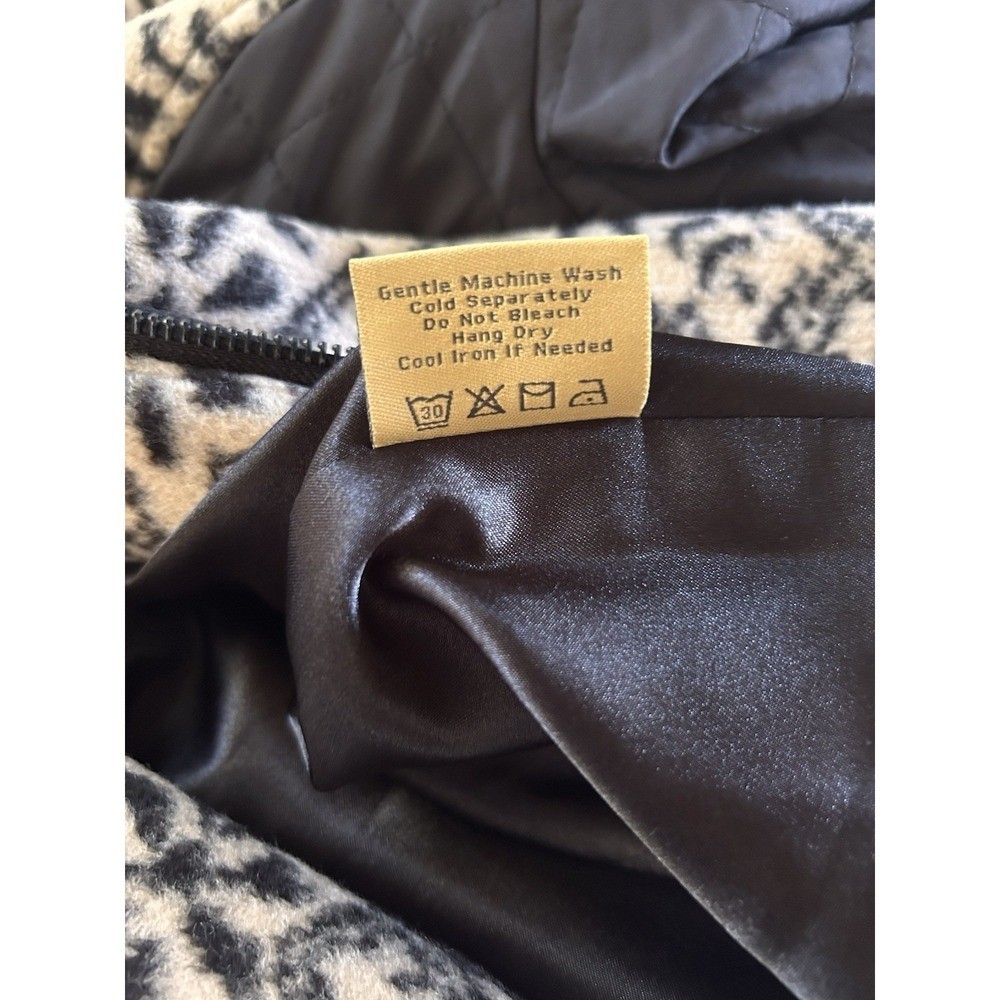 Gentle Machine Wash
Cold Separately
Do Not Bleach
Hang Dry
Cool Iron If Needed
30